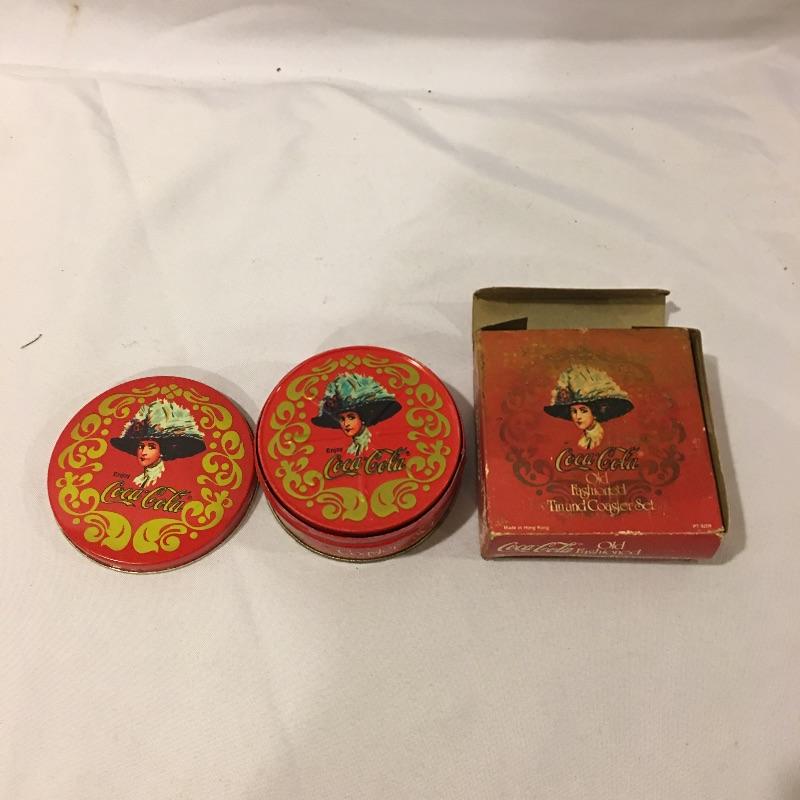 Enjoy
Coca-Cola
Enjoy
Coca-Cola
Coca-Cola
Old
Fashioned
Tin and Coaster Set
Made in Hong Kong
Coca-Cola Old
Fashioned